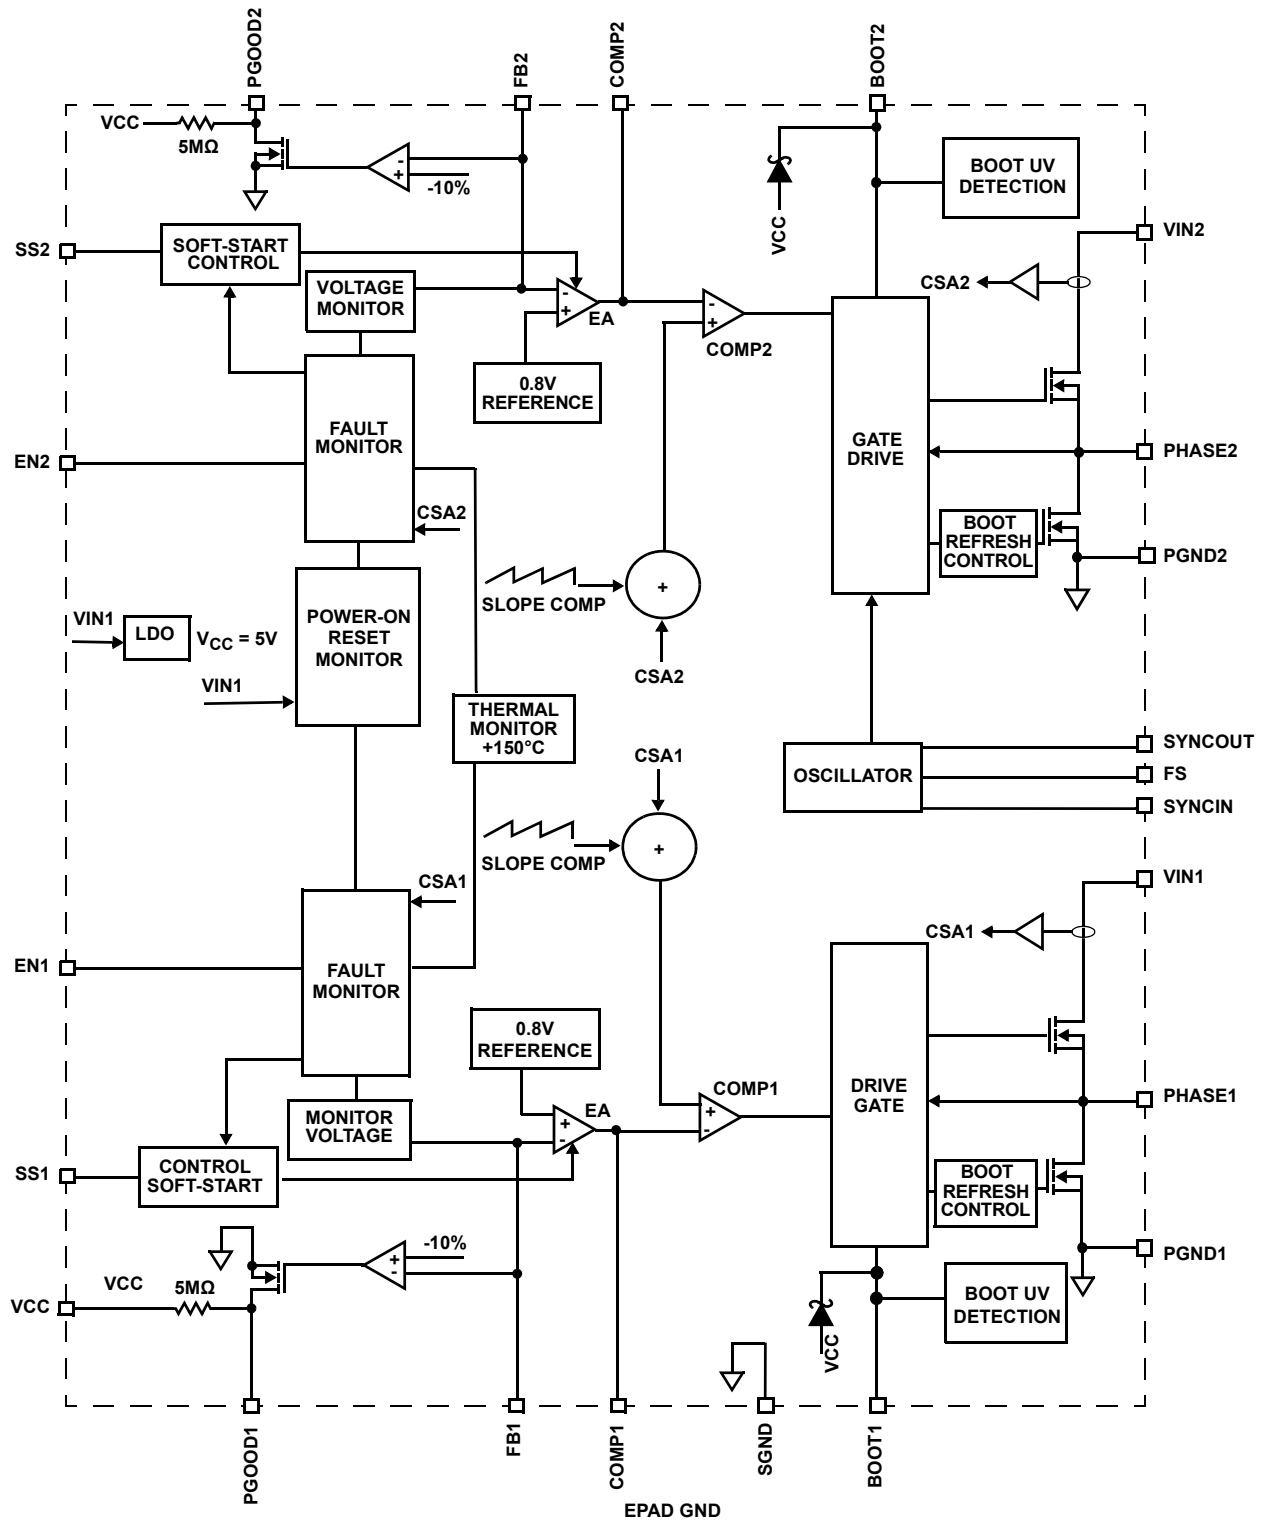 PGOOD2
FB2
COMP2
BOOT2
VCC
5MΩ
-
+
-10%
VCC
BOOT UV
DETECTION
SS2
SOFT-START
CONTROL
VOLTAGE
MONITOR
-
+
EA
-
+
COMP2
VIN2
CSA2
0.8V
REFERENCE
FAULT
MONITOR
GATE
DRIVE
EN2
PHASE2
CSA2
BOOT
REFRESH
CONTROL
PGND2
SLOPE COMP
+
CSA2
VIN1
LDO
VCC = 5V
POWER-ON
RESET
MONITOR
VIN1
THERMAL
MONITOR
+150°C
CSA1
OSCILLATOR
SYNCOUT
FS
SYNCIN
SLOPE COMP
+
CSA1
VIN1
CSA1
EN1
FAULT
MONITOR
0.8V
REFERENCE
DRIVE
GATE
COMP1
+
-
EA
+
-
PHASE1
MONITOR
VOLTAGE
SS1
CONTROL
SOFT-START
BOOT
REFRESH
CONTROL
-10%
+
-
PGND1
VCC
VCC
5MΩ
VCC
BOOT UV
DETECTION
PGOOD1
FB1
COMP1
SGND
BOOT1
EPAD GND